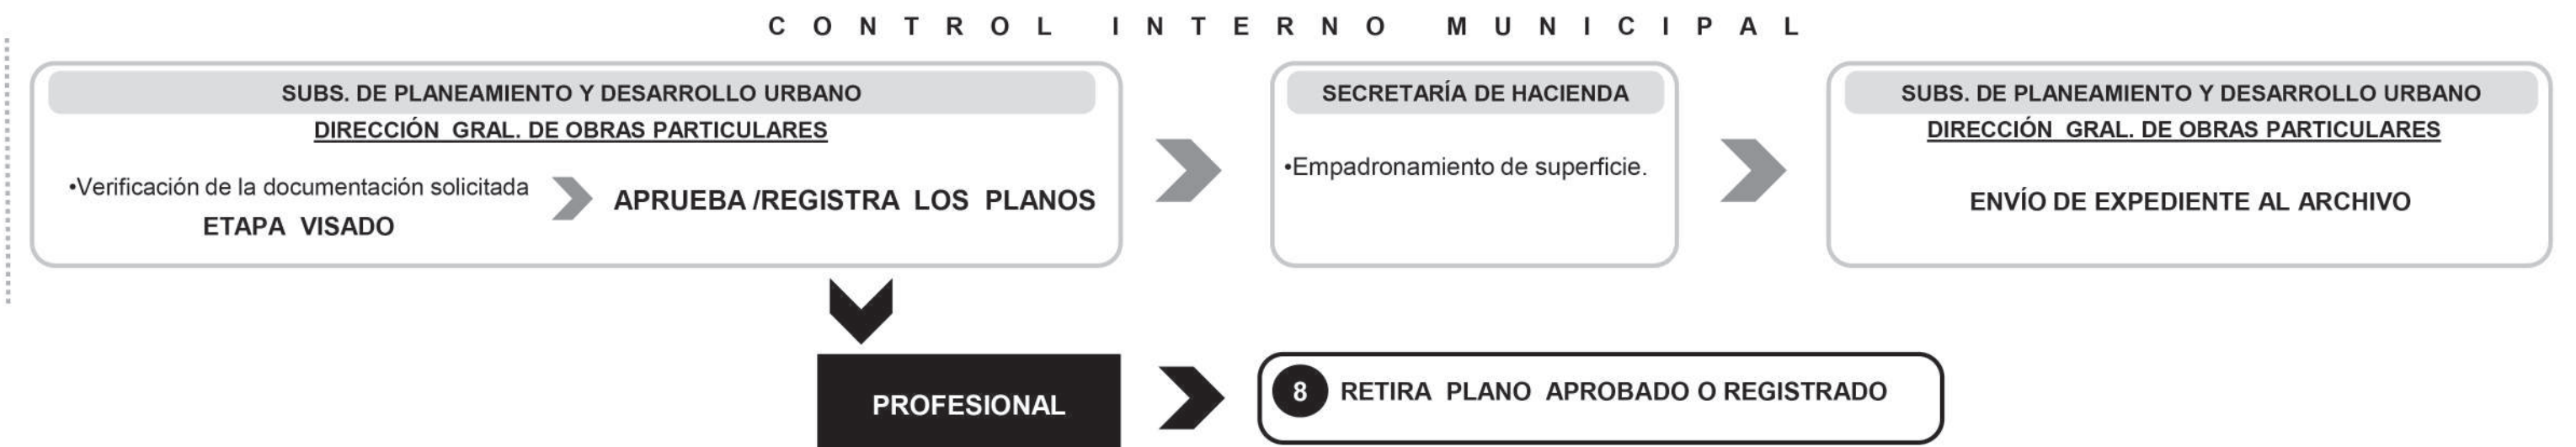 CONTROL INTERNO MUNICIPAL
SUBS. DE PLANEAMIENTO Y DESARROLLO URBANO
DIRECCIÓN GRAL. DE OBRAS PARTICULARES
•Verificación de la documentación solicitada
ETAPA VISADO
APRUEBA /REGISTRA LOS PLANOS
SECRETARÍA DE HACIENDA
•Empadronamiento de superficie.
SUBS. DE PLANEAMIENTO Y DESARROLLO URBANO
DIRECCIÓN GRAL. DE OBRAS PARTICULARES
ENVÍO DE EXPEDIENTE AL ARCHIVO
PROFESIONAL
8 RETIRA PLANO APROBADO O REGISTRADO